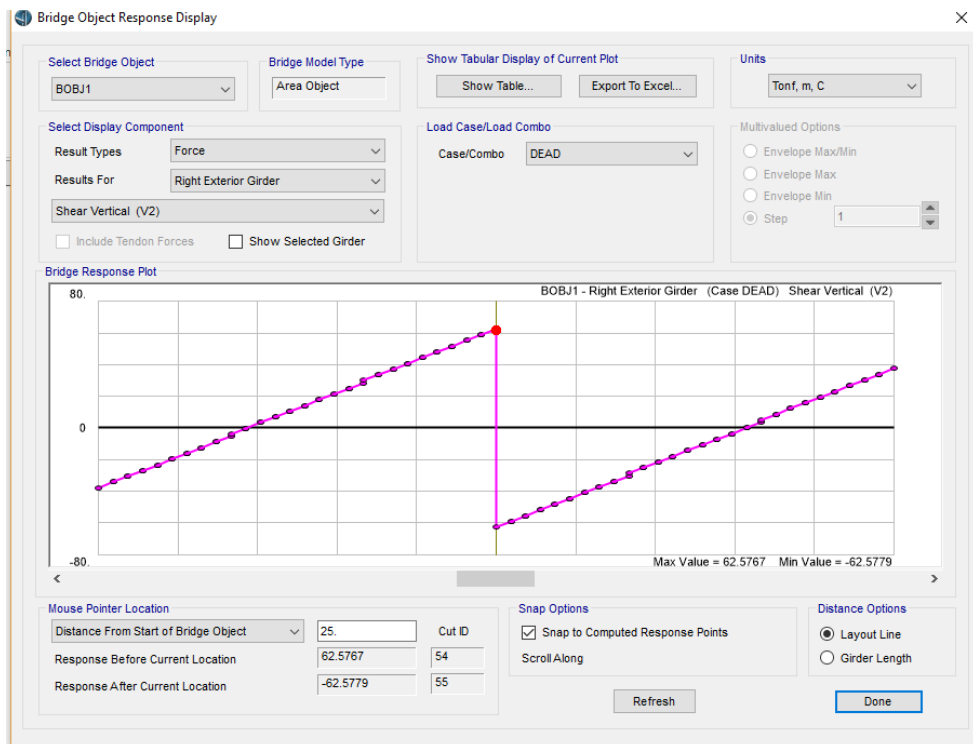 Bridge Object Response Display
Select Bridge Object
BOBJ1
Bridge Model Type
Area Object
Show Tabular Display of Current Plot
Show Table...
Export To Excel...
Units
Tonf, m, C
Select Display Component
Result Types
Force
Results For
Right Exterior Girder
Shear Vertical (V2)
Include Tendon Forces
Show Selected Girder
Load Case/Load Combo
Case/Combo
DEAD
Multivalued Options
Envelope Max/Min
Envelope Max
Envelope Min
Step
1
Bridge Response Plot
80.
BOBJ1 - Right Exterior Girder (Case DEAD) Shear Vertical (V2)
0
-80.
Max Value = 62.5767 Min Value = -62.5779
Mouse Pointer Location
Distance From Start of Bridge Object
25.
Cut ID
Response Before Current Location
62.5767
54
Response After Current Location
-62.5779
55
Snap Options
Snap to Computed Response Points
Scroll Along
Distance Options
Layout Line
Girder Length
Refresh
Done